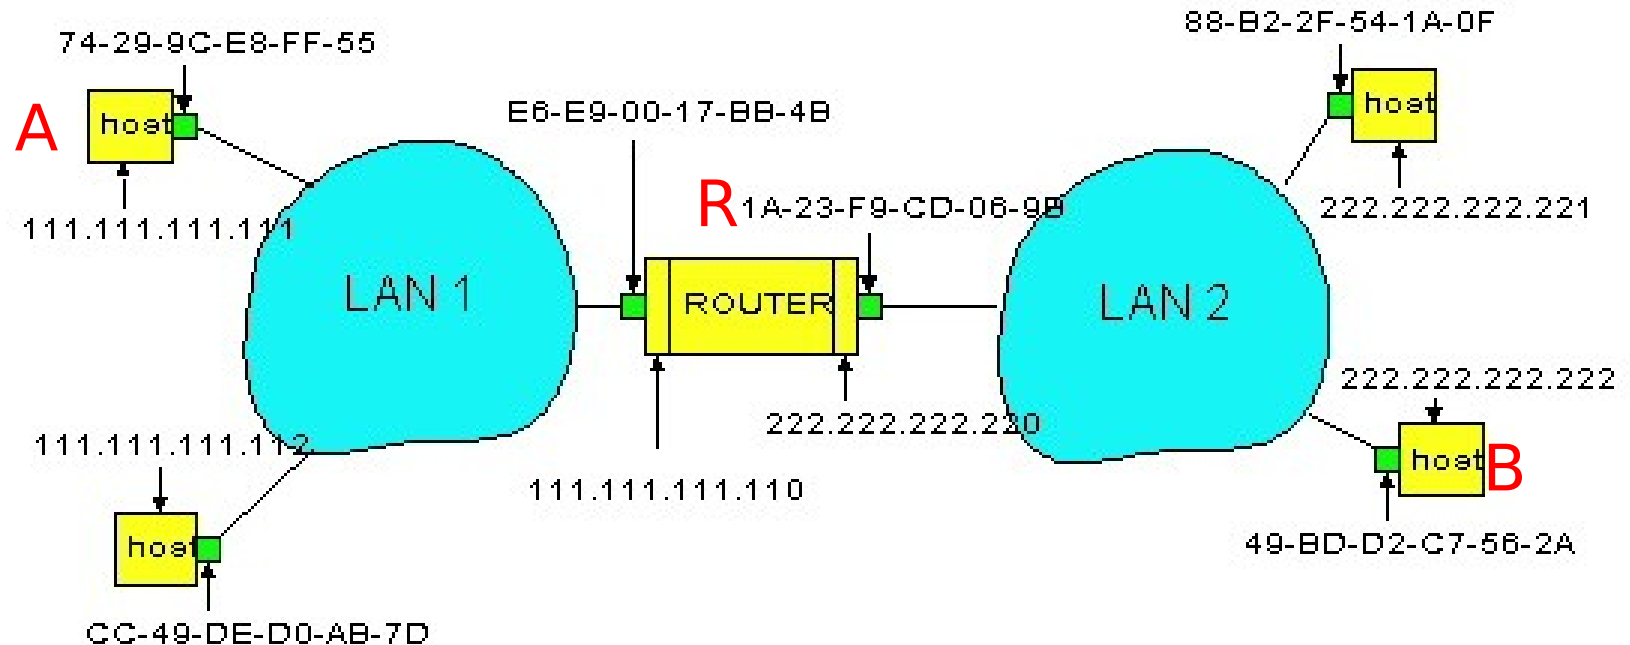 88-B2-2F-54-1A-0F
74-29-9C-E8-FF-55
host
E6-E9-00-17-BB-4B
A
host
R
1A-23-F9-CD-06-9B
222.222.222.221
111.111.111.111
LAN 1
ROUTER
LAN 2
222.222.222.222
222.222.222.220
111.111.111.112
host
B
111.111.111.110
49-BD-D2-C7-56-2A
host
CC-49-DE-D0-AB-7D